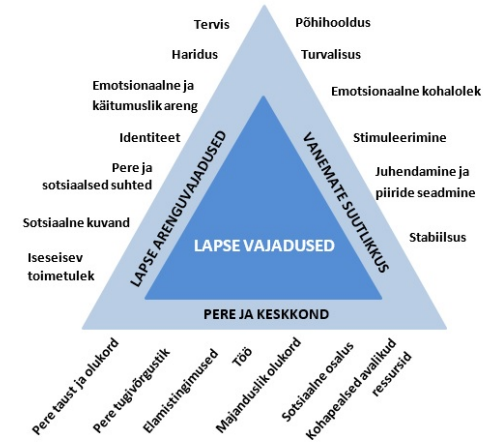 Tervis
Haridus
Emotsionaalne ja
käitumuslik areng
Identiteet
Pere ja
sotsiaalsed suhted
Sotsiaalne kuvand
Iseseisev
toimetulek
Põhihooldus
Turvalisus
Emotsionaalne kohalolek
Stimuleerimine
Juhendamine ja
piiride seadmine
Stabiilsus
LAPSE ARENGUVAJADUSED
VANEMATE SUUTLIKKUS
LAPSE VAJADUSED
PERE JA KESKKOND
Pere taust ja olukord
Pere tugivõrgustik
Elamistingimused
Töö
Majanduslik olukord
Sotsiaalne osalus
Kohapealsed avalikud
ressursid